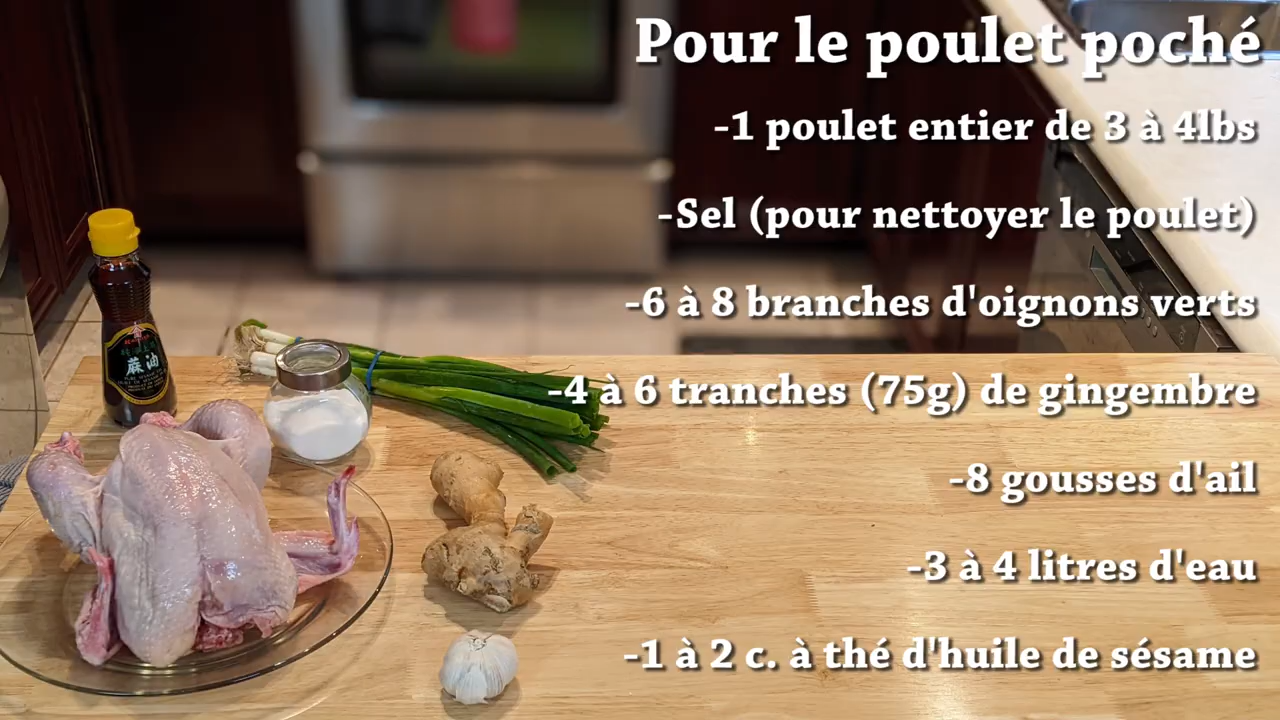 Pour le poulet poché
-1 poulet entier de 3 à 4lbs
-Sel (pour nettoyer le poulet)
-6 à 8 branches d'oignons verts
-4 à 6 tranches (75g) de gingembre
-8 gousses d'ail
-3 à 4 litres d'eau
-1 à 2 c. à thé d'huile de sésame
麻油